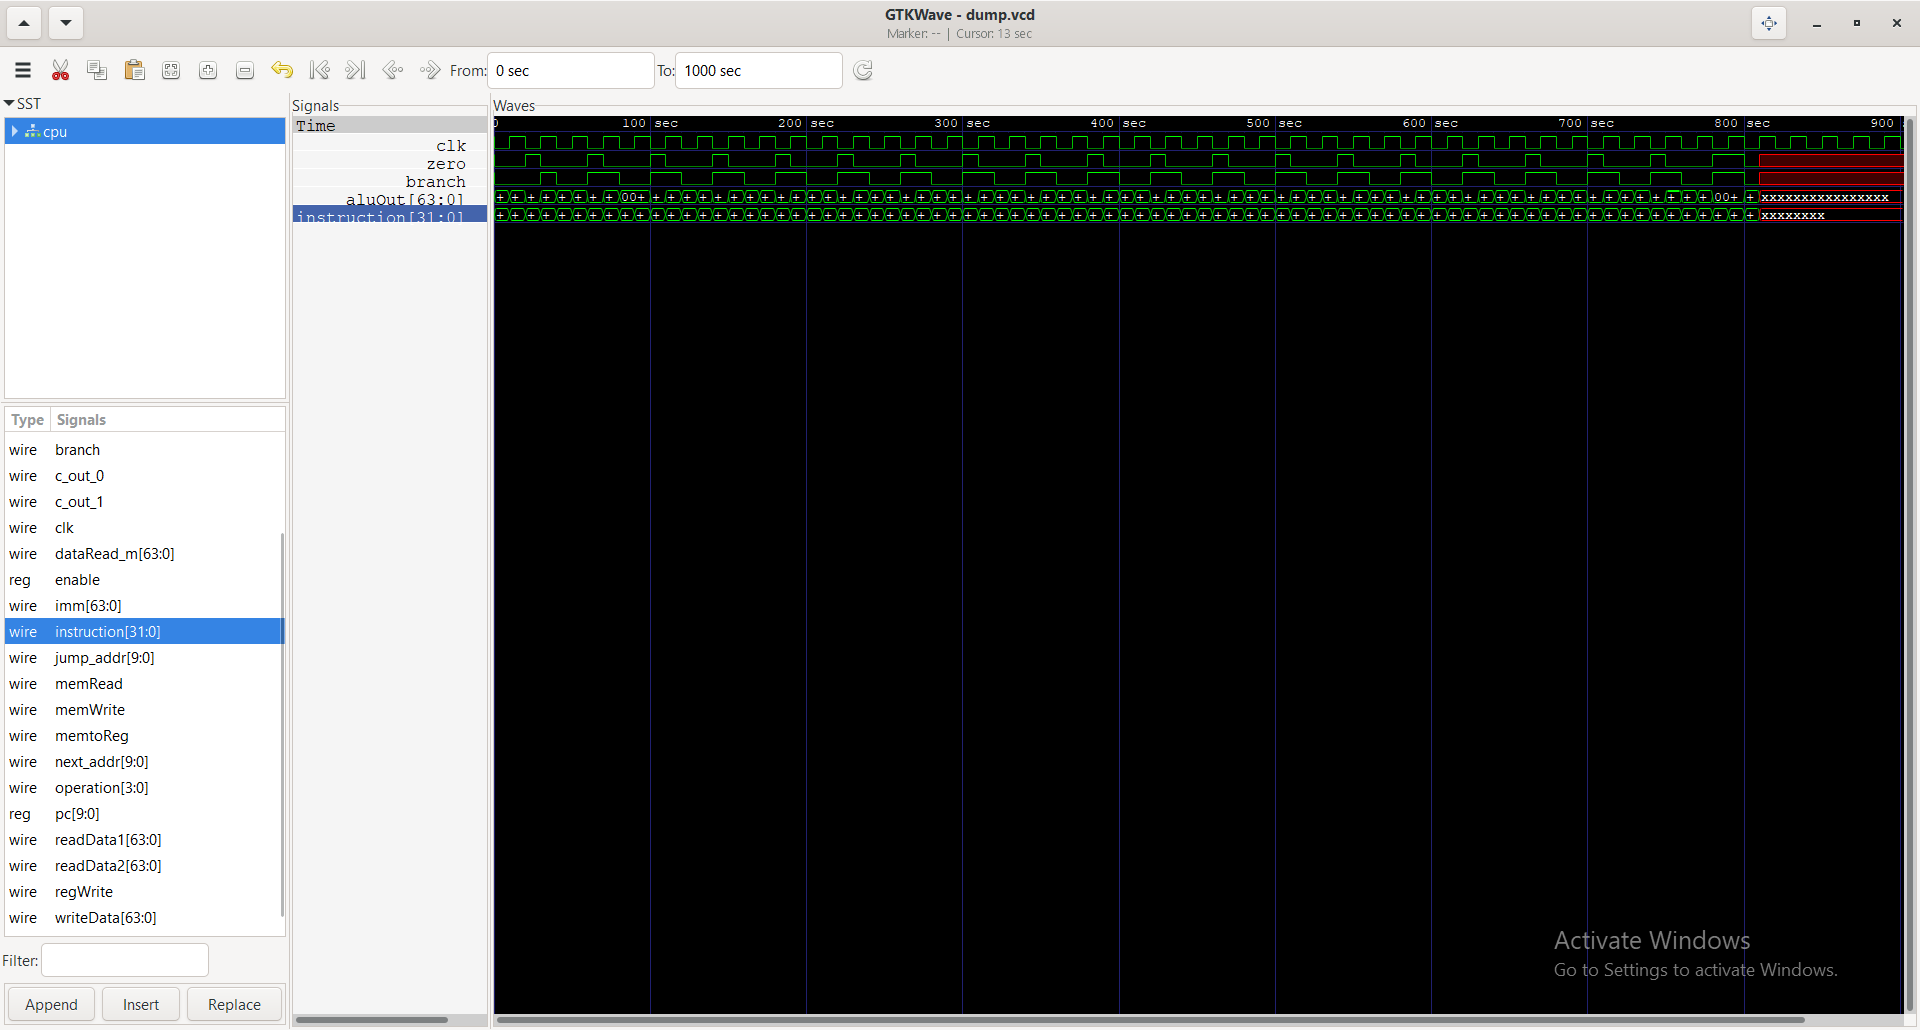 GTKWave - dump.vcd
Marker: -- | Cursor: 13 sec
From: 0 sec To: 1000 sec
SST
cpu
Type Signals
wire branch
wire c_out_0
wire c_out_1
wire clk
wire dataRead_m[63:0]
reg enable
wire imm[63:0]
wire instruction[31:0]
wire jump_addr[9:0]
wire memRead
wire memWrite
wire memtoReg
wire next_addr[9:0]
wire operation[3:0]
reg pc[9:0]
wire readData1[63:0]
wire readData2[63:0]
wire regWrite
wire writeData[63:0]
Filter:
Append Insert Replace
Signals
Time
clk
zero
branch
aluOut[63:0]
instruction[31:0]
Waves
0 100 sec 200 sec 300 sec 400 sec 500 sec 600 sec 700 sec 800 sec 900
00+ 00+ + xxxxxxxxxxxxxxxx
xxxxxxxx
Activate Windows
Go to Settings to activate Windows.